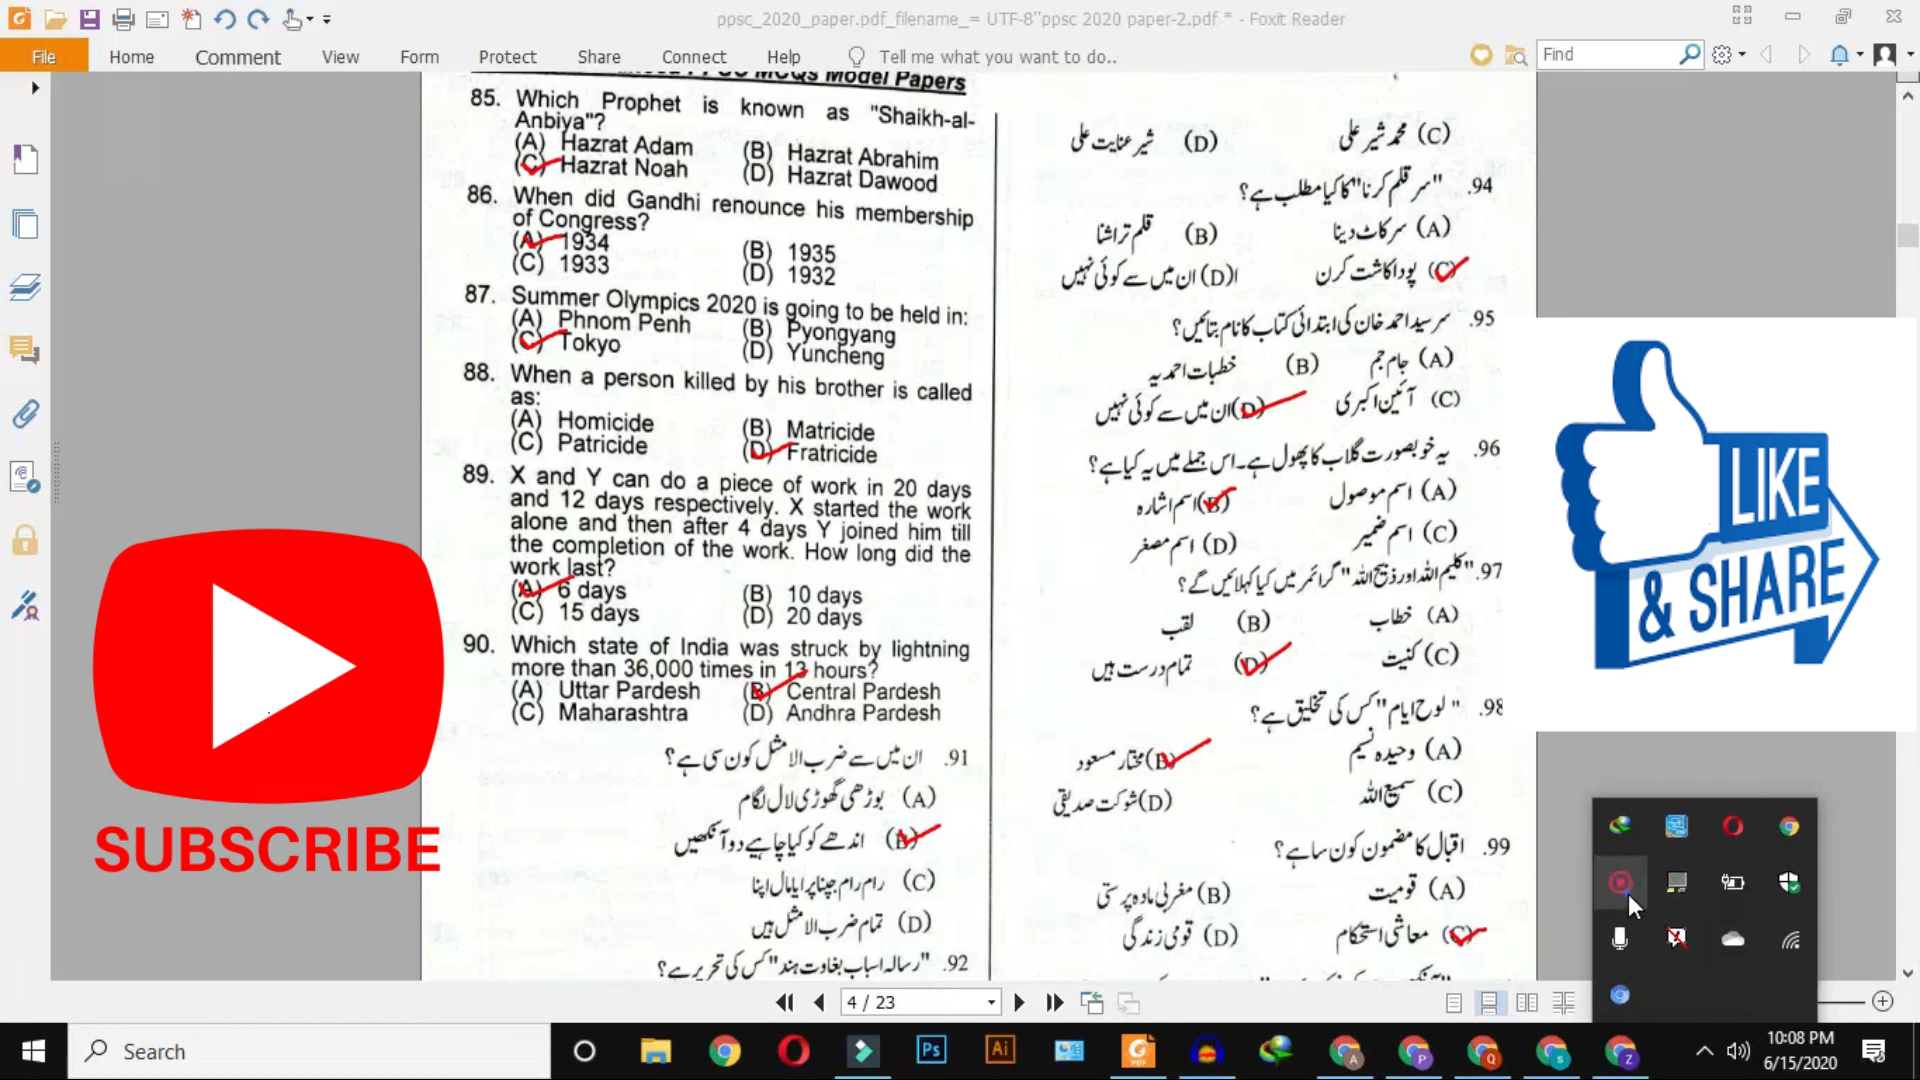 ppsc_2020_paper.pdf_filename_= UTF-8''ppsc 2020 paper-2.pdf * - Foxit Reader
File Home Comment View Form Protect Share Connect Help Tell me what you want to do.. Find
MCQs Model Papers
85. Which Prophet is known as "Shaikh-al-
Anbiya"?
(A) Hazrat Adam (B) Hazrat Abrahim
(C) Hazrat Noah (D) Hazrat Dawood
86. When did Gandhi renounce his membership
of Congress?
(A) 1934 (B) 1935
(C) 1933 (D) 1932
87. Summer Olympics 2020 is going to be held in:
(A) Phnom Penh (B) Pyongyang
(C) Tokyo (D) Yuncheng
88. When a person killed by his brother is called
as:
(A) Homicide (B) Matricide
(C) Patricide (D) Fratricide
89. X and Y can do a piece of work in 20 days
and 12 days respectively. X started the work
alone and then after 4 days Y joined him till
the completion of the work. How long did the
work last?
(A) 6 days (B) 10 days
(C) 15 days (D) 20 days
90. Which state of India was struck by lightning
more than 36,000 times in 13 hours?
(A) Uttar Pardesh (B) Central Pardesh
(C) Maharashtra (D) Andhra Pardesh
91. ان میں سے ضرب الامثل کون سی ہے؟
(A) بوڑھی گھوڑی لال لگام
(B) اندھے کو کیا چاہیے دو آنکھیں
(C) رام رام جپنا پرایا مال اپنا
(D) تمام ضرب الامثل ہیں
92. "رسالہ اسباب بغاوت ہند" کس کی تحریر ہے؟
(C) محمد شیر علی (D) شیر عنایت علی
94. "سر قلم کرنا" کا کیا مطلب ہے؟
(A) سر کاٹ دینا (B) قلم تراشنا
(C) پودا کاشت کرن (D) ان میں سے کوئی نہیں
95. سر سید احمد خان کی ابتدائی کتاب کا نام بتائیں؟
(A) جام جم (B) خطبات احمدیہ
(C) آئین اکبری (D) ان میں سے کوئی نہیں
96. یہ خوبصورت گلاب کا پھول ہے۔ اس جملے میں یہ کیا ہے؟
(A) اسم موصول (B) اسم اشارہ
(C) اسم ضمیر (D) اسم مصغر
97. "کلیم اللہ اور ذبیح اللہ" گرائمر میں کیا کہلائیں گے؟
(A) خطاب (B) لقب
(C) کنیت (D) تمام درست ہیں
98. "لوح ایام" کس کی تخلیق ہے؟
(A) وحیدہ نسیم (B) مختار مسعود
(C) سمیع اللہ (D) شوکت صدیقی
99. اقبال کا مضمون کون سا ہے؟
(A) قومیت (B) مغربی مادہ پرستی
(C) معاشی استحکام (D) قومی زندگی
SUBSCRIBE
LIKE
& SHARE
4 / 23
Search
Ps
Ai
10:08 PM
6/15/2020